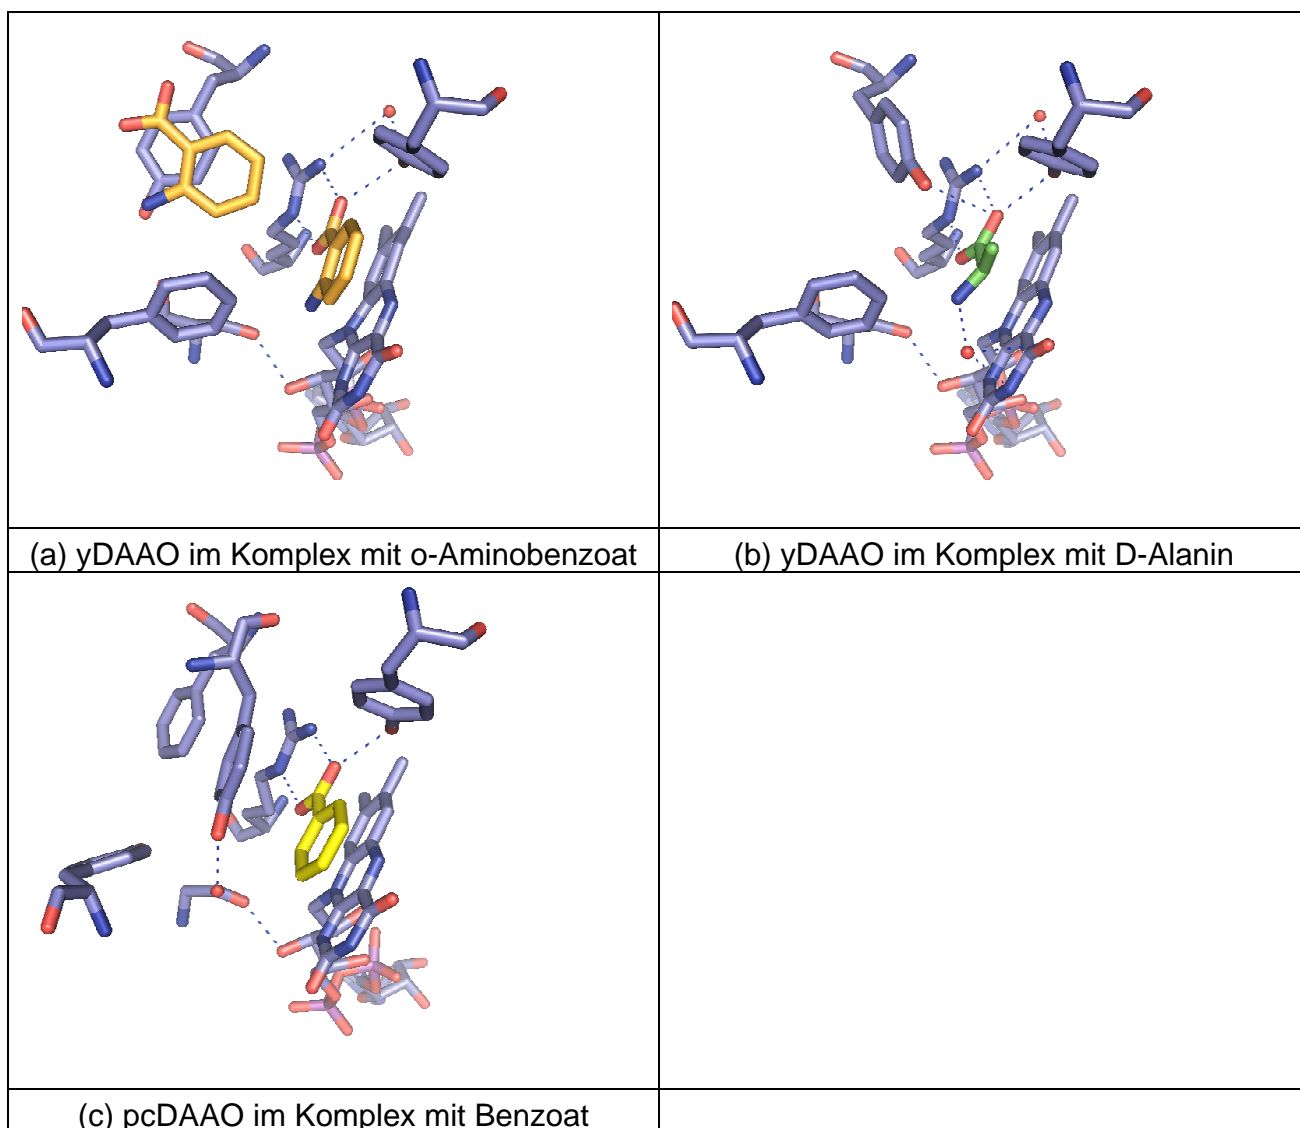 (a) yDAAO im Komplex mit o-Aminobenzoat
(b) yDAAO im Komplex mit D-Alanin
(c) pcDAAO im Komplex mit Benzoat